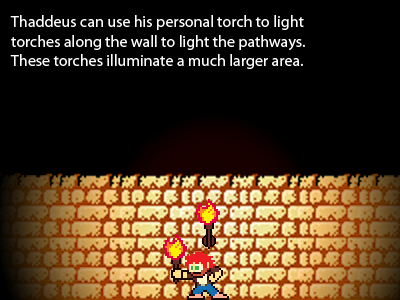 Thaddeus can use his personal torch to light
torches along the wall to light the pathways.
These torches illuminate a much larger area.